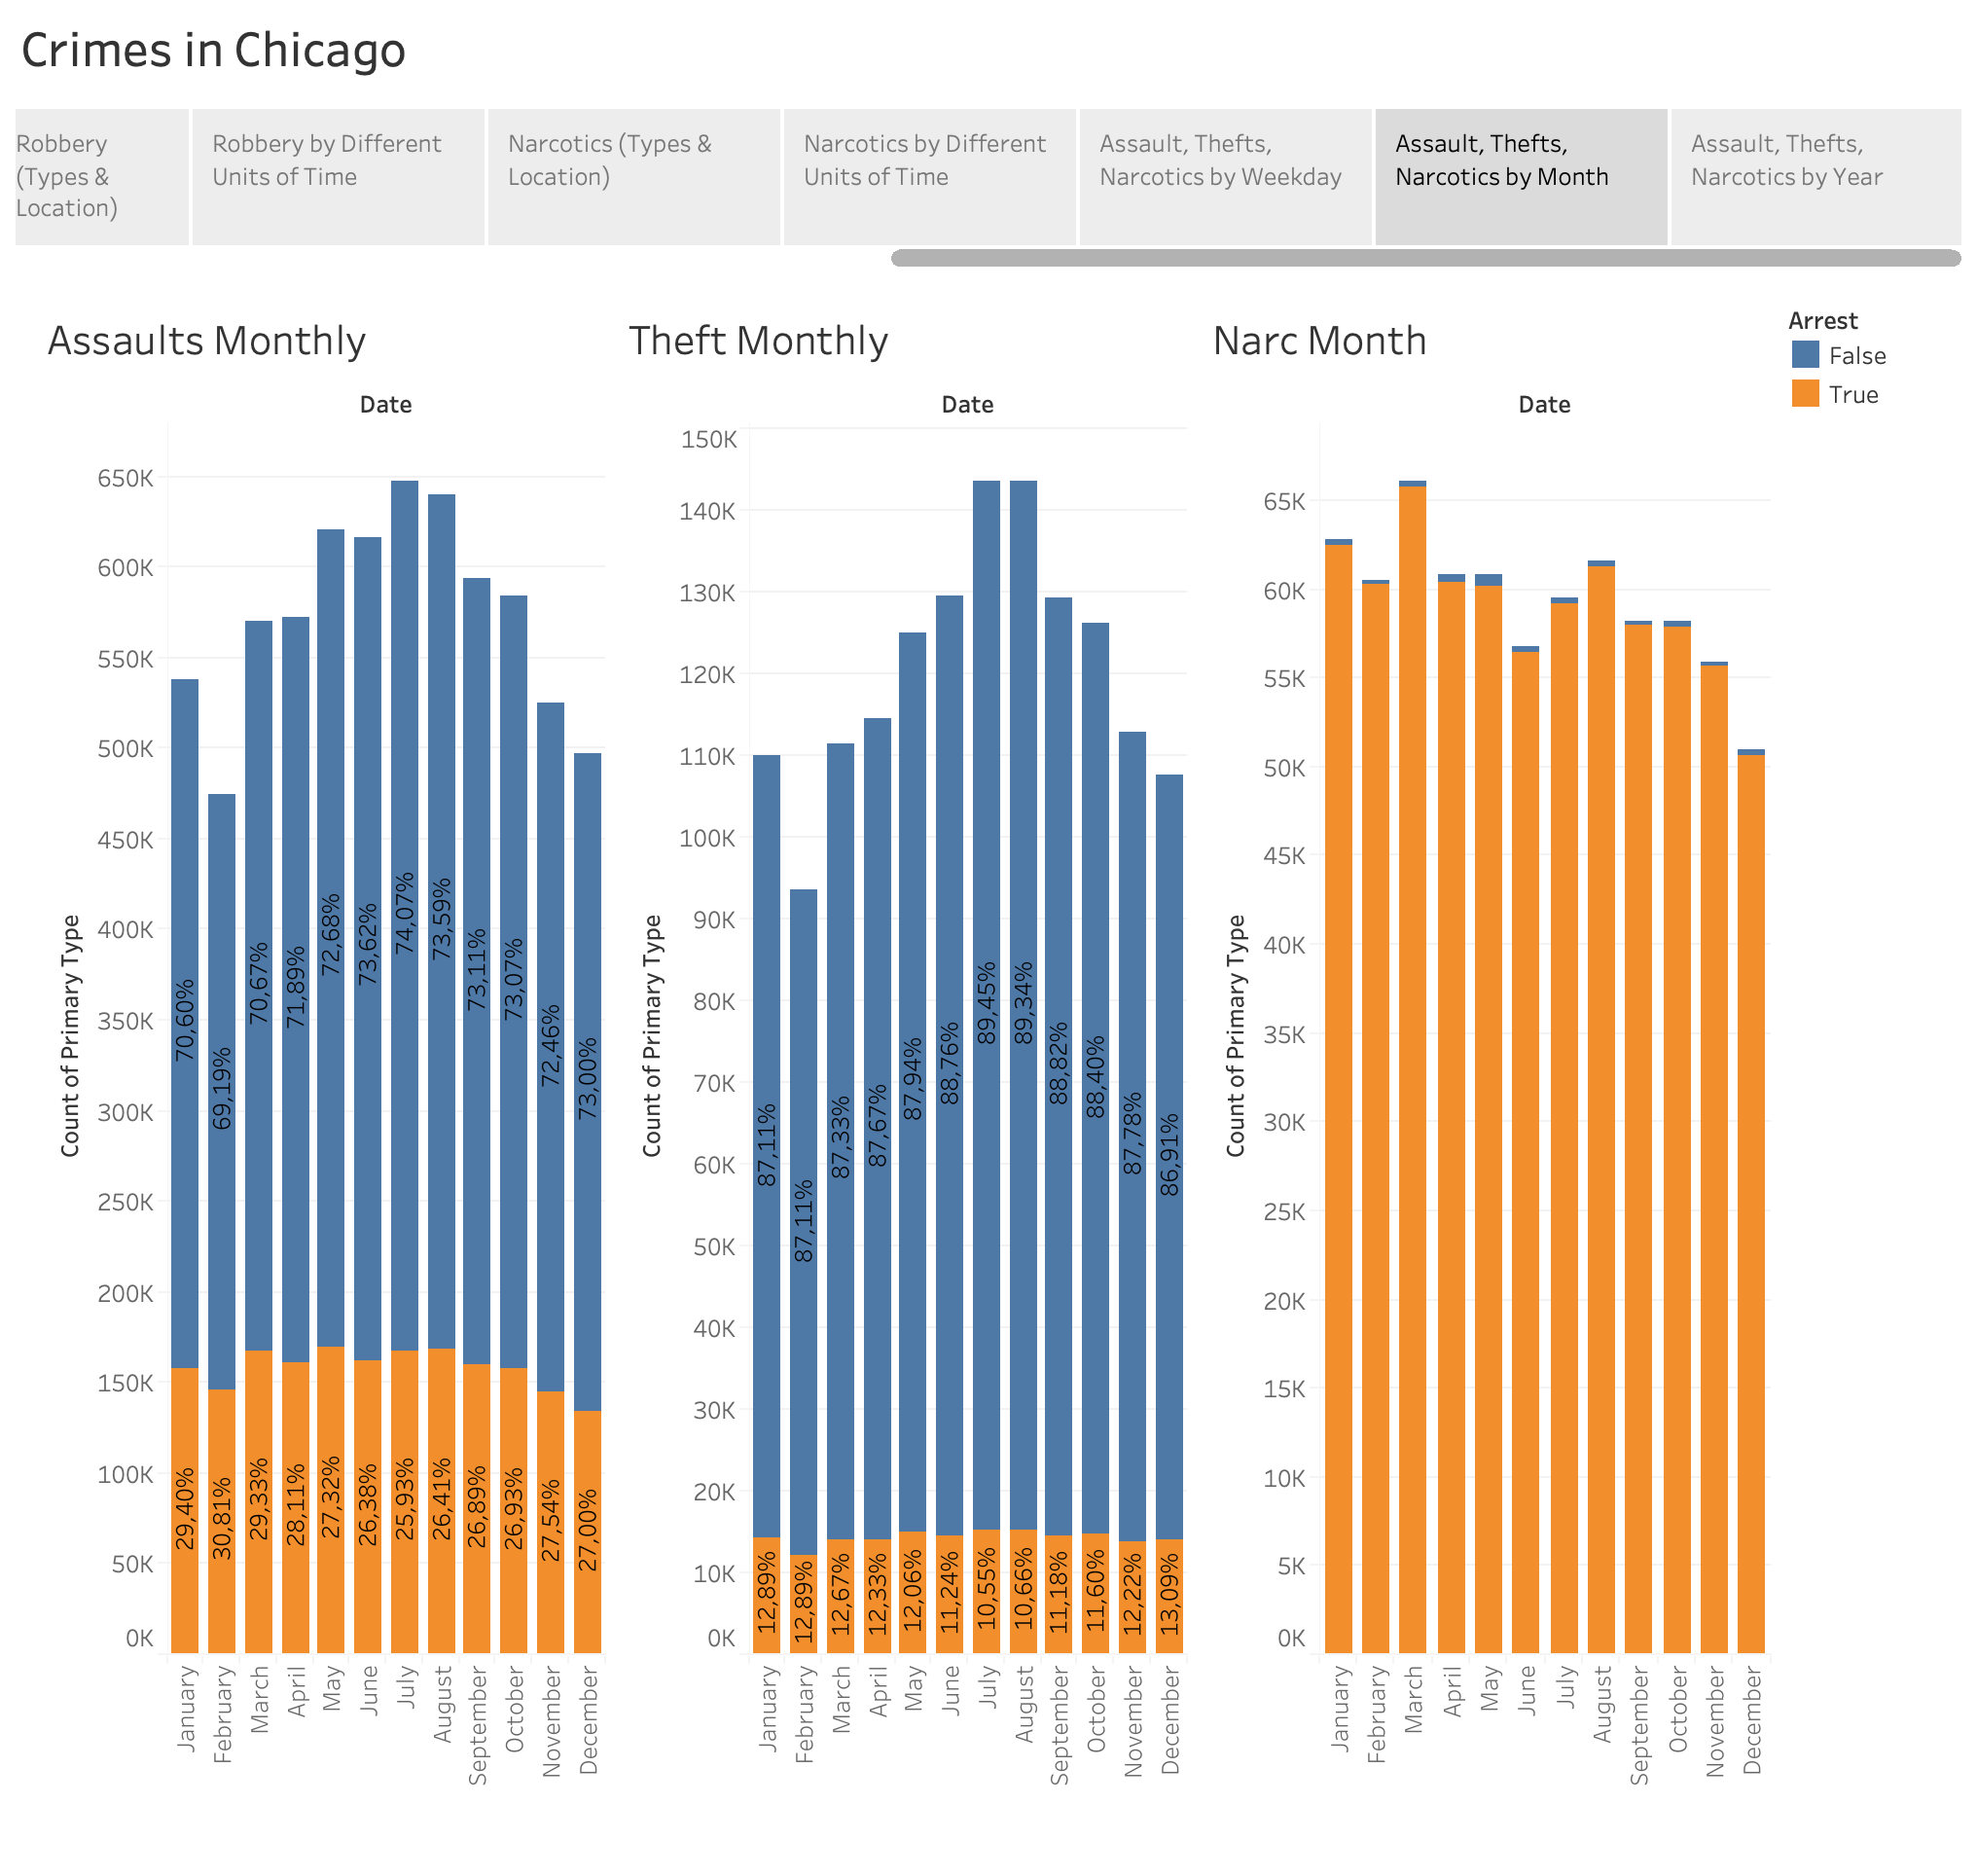 Crimes in Chicago
Robbery
(Types &
Location)
Robbery by Different
Units of Time
Narcotics (Types &
Location)
Narcotics by Different
Units of Time
Assault, Thefts,
Narcotics by Weekday
Assault, Thefts,
Narcotics by Month
Assault, Thefts,
Narcotics by Year
Assaults Monthly
Date
650K
600K
550K
500K
450K
400K
350K
300K
250K
200K
150K
100K
50K
0K
Count of Primary Type
70,60%
69,19%
70,67%
71,89%
72,68%
73,62%
74,07%
73,59%
73,11%
73,07%
72,46%
73,00%
29,40%
30,81%
29,33%
28,11%
27,32%
26,38%
25,93%
26,41%
26,89%
26,93%
27,54%
27,00%
January
February
March
April
May
June
July
August
September
October
November
December
Theft Monthly
Date
150K
140K
130K
120K
110K
100K
90K
80K
70K
60K
50K
40K
30K
20K
10K
0K
Count of Primary Type
87,11%
87,11%
87,33%
87,67%
87,94%
88,76%
89,45%
89,34%
88,82%
88,40%
87,78%
86,91%
12,89%
12,89%
12,67%
12,33%
12,06%
11,24%
10,55%
10,66%
11,18%
11,60%
12,22%
13,09%
January
February
March
April
May
June
July
August
September
October
November
December
Narc Month
Date
65K
60K
55K
50K
45K
40K
35K
30K
25K
20K
15K
10K
5K
0K
Count of Primary Type
January
February
March
April
May
June
July
August
September
October
November
December
Arrest
False
True